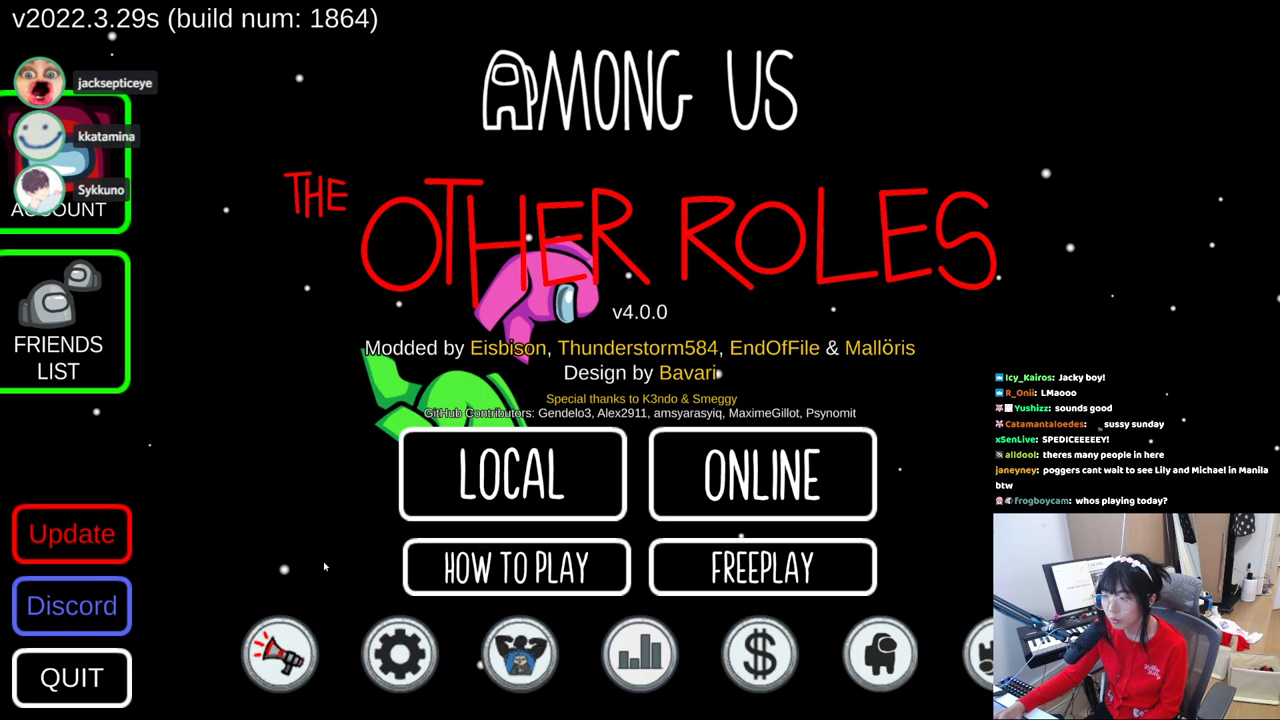 v2022.3.29s (build num: 1864)
AMONG US
jacksepticeye
kkatamina
Sykkuno
ACCOUNT
THE OTHER ROLES
v4.0.0
FRIENDS
LIST
Modded by Eisbison, Thunderstorm584, EndOfFile & Mallöris
Design by Bavari
Special thanks to K3ndo & Smeggy
GitHub Contributors: Gendelo3, Alex2911, amsyarasyiq, MaximeGillot, Psynomit
Icy_Kairos: Jacky boy!
R_Onii: LMaooo
Yushizz: sounds good
Catamantaloedes: sussy sunday
xSenLive: SPEDICEEEEY!
alldool: theres many people in here
janeyney: poggers cant wait to see Lily and Michael in Manila
btw
frogboycam: whos playing today?
LOCAL
ONLINE
HOW TO PLAY
FREEPLAY
Update
Discord
QUIT